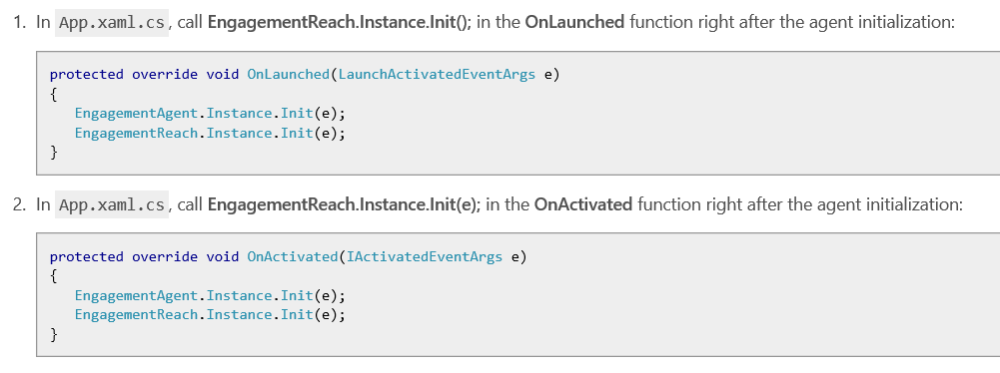 1. In App.xaml.cs, call EngagementReach.Instance.Init(); in the OnLaunched function right after the agent initialization:
protected override void OnLaunched(LaunchActivatedEventArgs e)
{
EngagementAgent.Instance.Init(e);
EngagementReach.Instance.Init(e);
}
2. In App.xaml.cs, call EngagementReach.Instance.Init(e); in the OnActivated function right after the agent initialization:
protected override void OnActivated(IActivatedEventArgs e)
{
EngagementAgent.Instance.Init(e);
EngagementReach.Instance.Init(e);
}